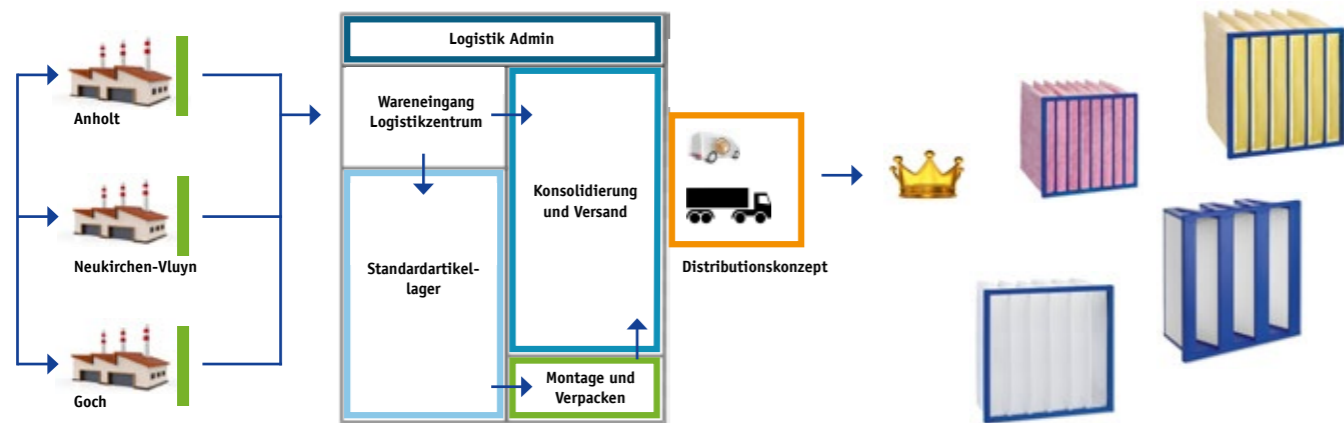 Logistik Admin
Anholt
Wareneingang
Logistikzentrum
Neukirchen-Vluyn
Konsolidierung
und Versand
Standardartikel-
lager
Distributionskonzept
Goch
Montage und
Verpacken